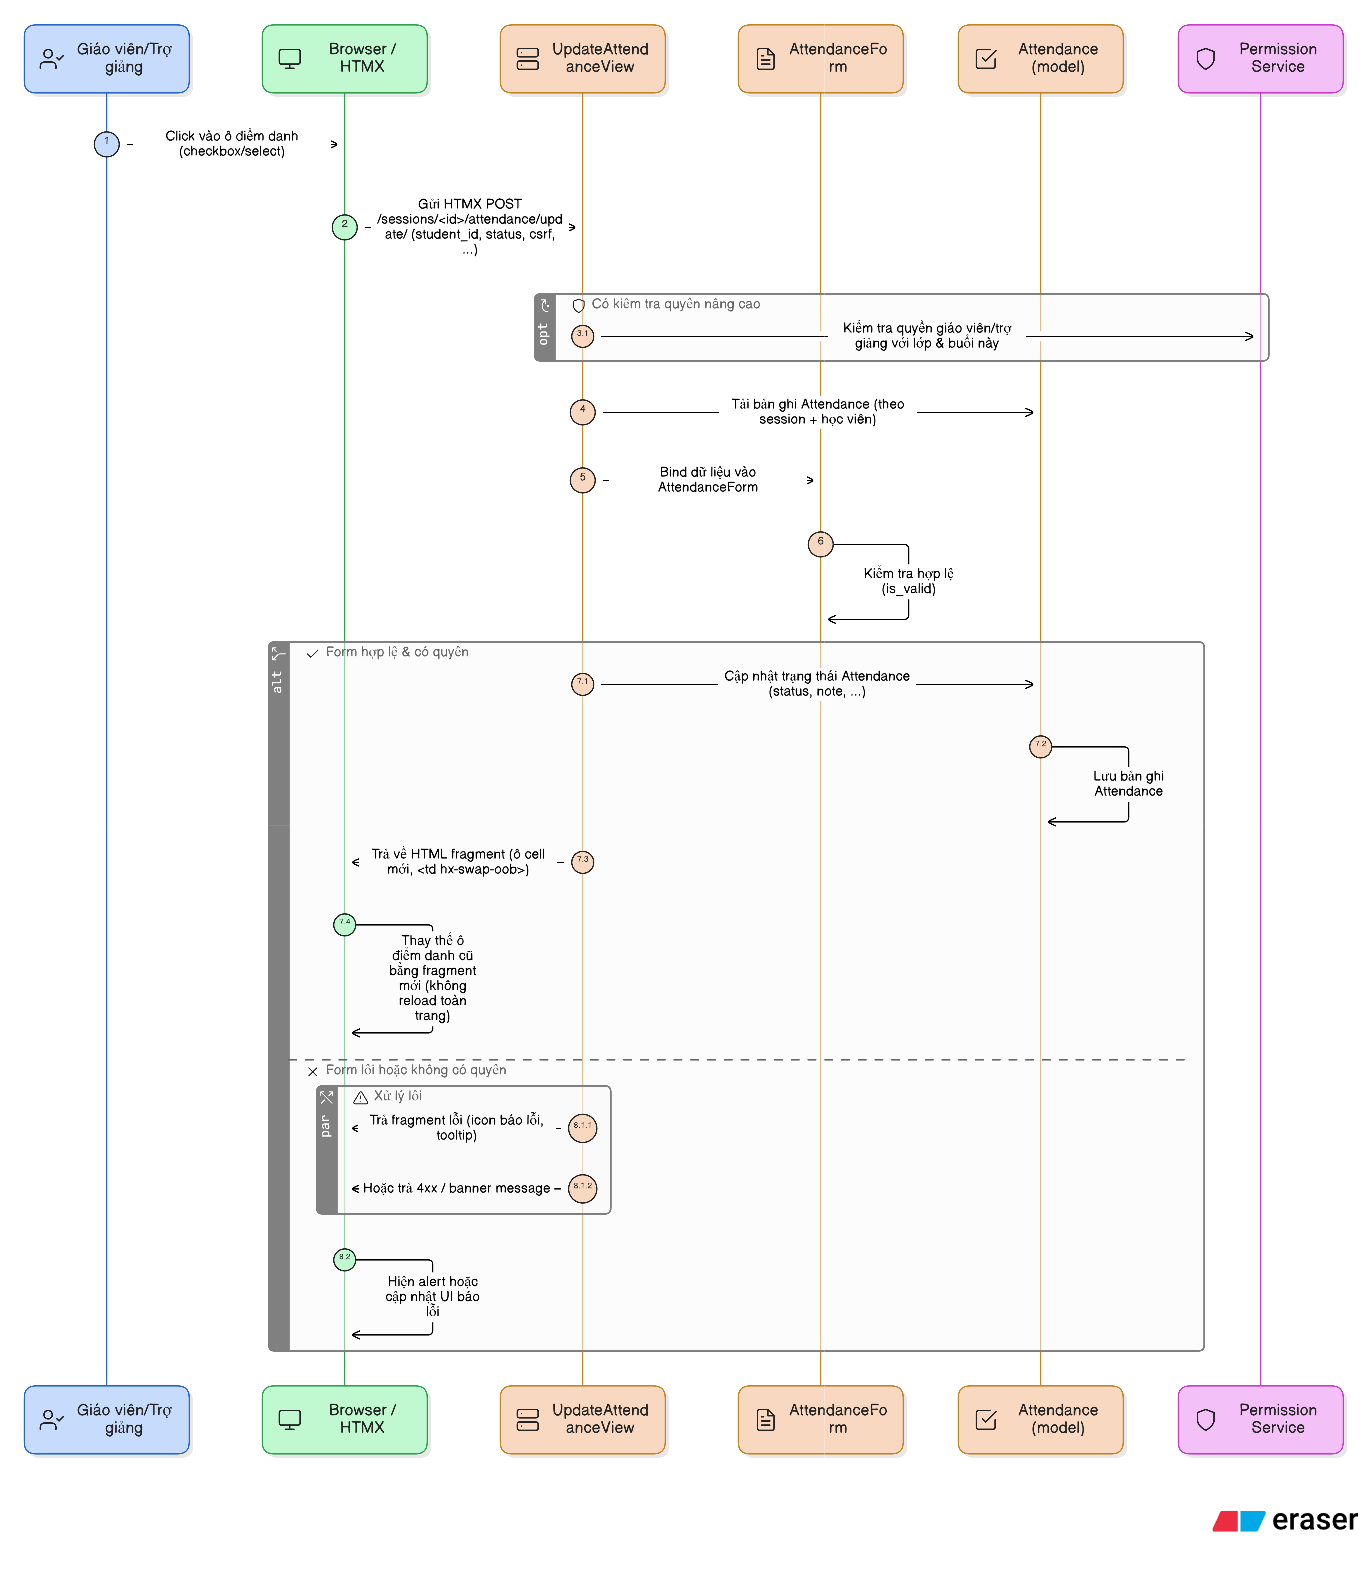 Giáo viên/Trợ
giảng
Browser /
HTMX
UpdateAttend
anceView
AttendanceFo
rm
Attendance
(model)
Permission
Service
1
Click vào ô điểm danh
(checkbox/select)
2
Gửi HTMX POST
/sessions/<id>/attendance/upd
ate/ (student_id, status, csrf,
...)
opt
Có kiểm tra quyền nâng cao
3.1
Kiểm tra quyền giáo viên/trợ
giảng với lớp & buổi này
4
Tải bản ghi Attendance (theo
session + học viên)
5
Bind dữ liệu vào
AttendanceForm
6
Kiểm tra hợp lệ
(is_valid)
alt
Form hợp lệ & có quyền
7.1
Cập nhật trạng thái Attendance
(status, note, ...)
7.2
Lưu bản ghi
Attendance
7.3
Trả về HTML fragment (ô cell
mới, <td hx-swap-oob>)
7.4
Thay thế ô
điểm danh cũ
bằng fragment
mới (không
reload toàn
trang)
Form lỗi hoặc không có quyền
par
Xử lý lỗi
8.1.1
Trả fragment lỗi (icon báo lỗi,
tooltip)
8.1.2
Hoặc trả 4xx / banner message
8.2
Hiện alert hoặc
cập nhật UI báo
lỗi
Giáo viên/Trợ
giảng
Browser /
HTMX
UpdateAttend
anceView
AttendanceFo
rm
Attendance
(model)
Permission
Service
eraser